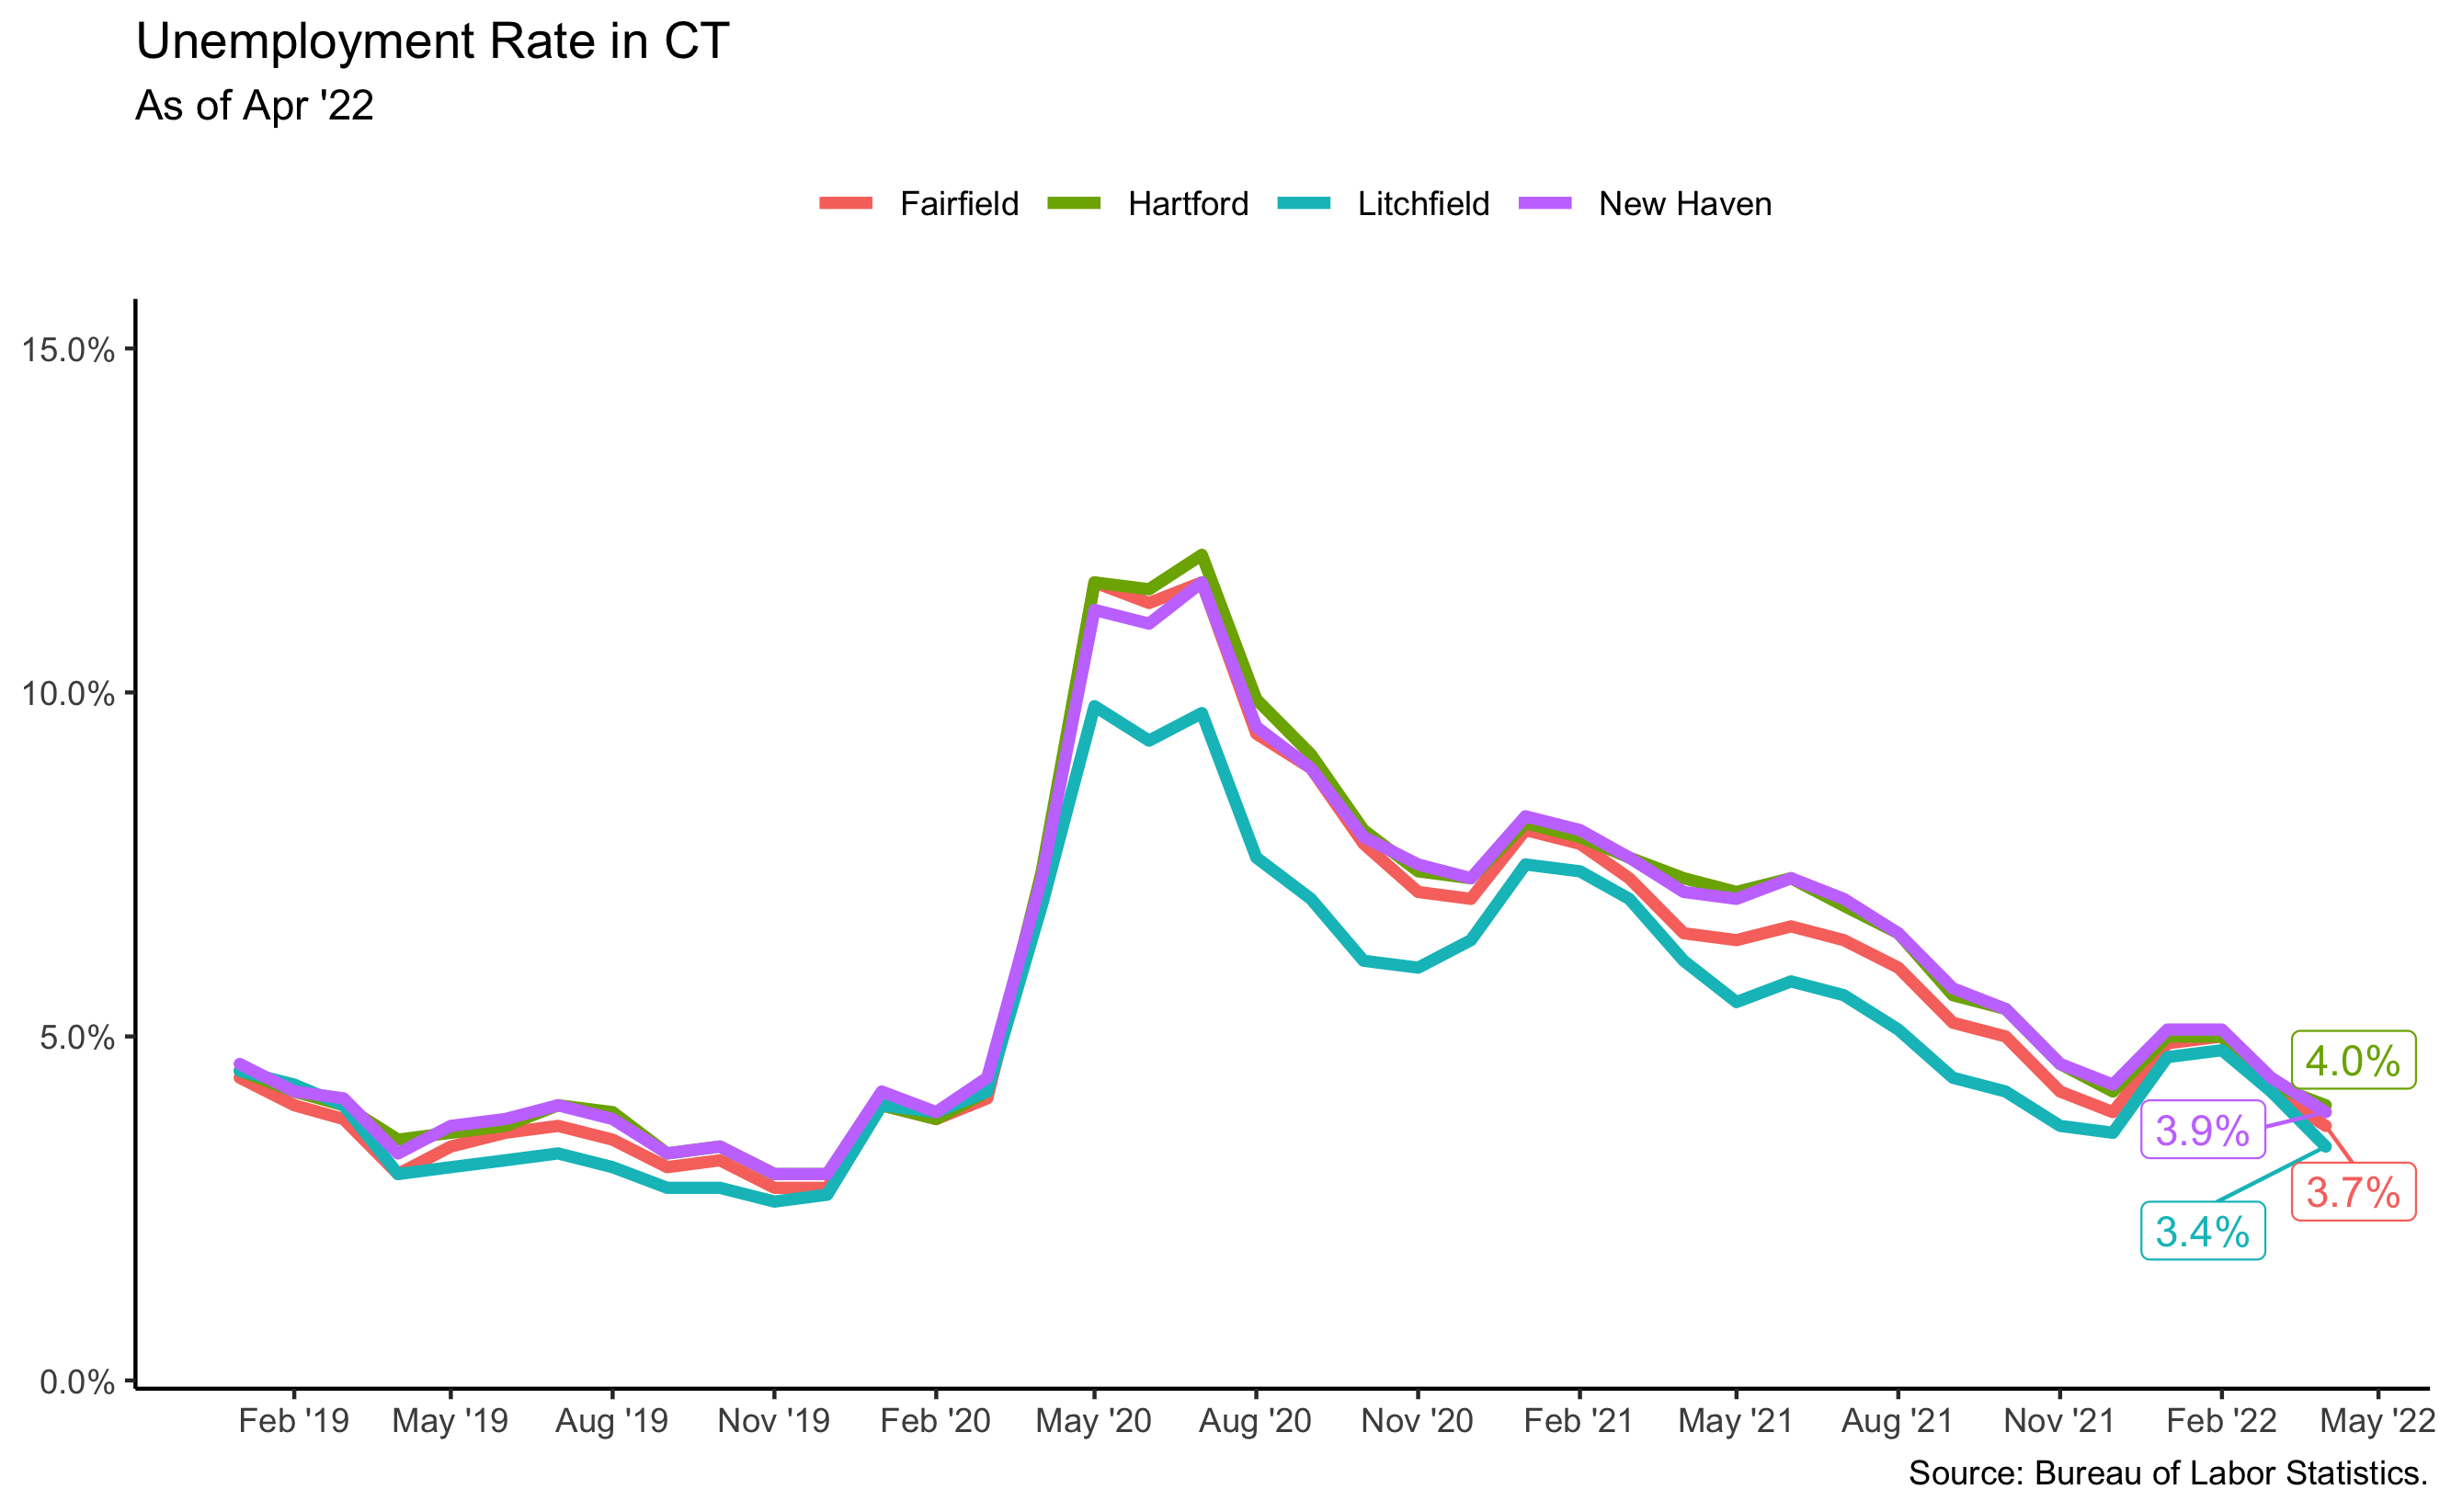 Unemployment Rate in CT
As of Apr '22
Fairfield Hartford Litchfield New Haven
15.0%
10.0%
5.0%
0.0%
4.0%
3.9%
3.7%
3.4%
Feb '19 May '19 Aug '19 Nov '19 Feb '20 May '20 Aug '20 Nov '20 Feb '21 May '21 Aug '21 Nov '21 Feb '22 May '22
Source: Bureau of Labor Statistics.